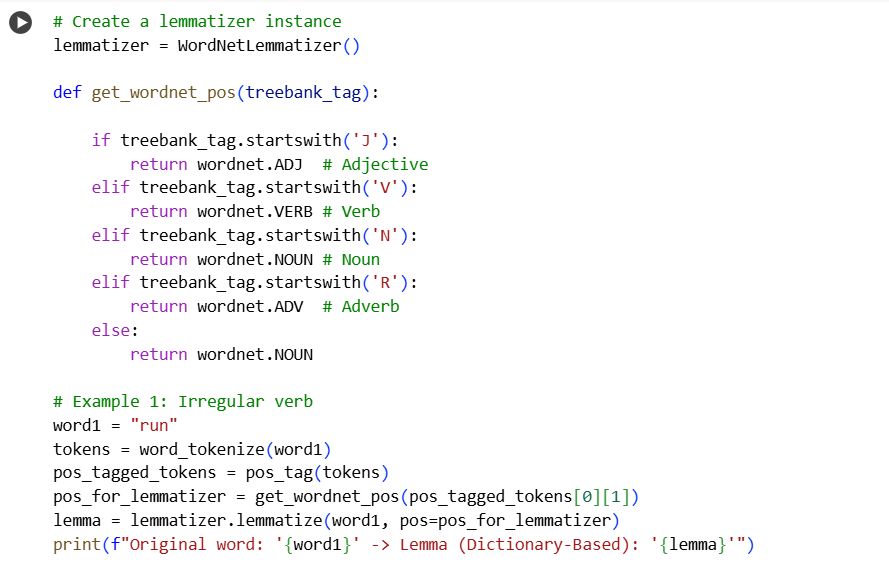 # Create a lemmatizer instance
lemmatizer = WordNetLemmatizer()
def get_wordnet_pos(treebank_tag):
    if treebank_tag.startswith('J'):
        return wordnet.ADJ  # Adjective
    elif treebank_tag.startswith('V'):
        return wordnet.VERB # Verb
    elif treebank_tag.startswith('N'):
        return wordnet.NOUN # Noun
    elif treebank_tag.startswith('R'):
        return wordnet.ADV  # Adverb
    else:
        return wordnet.NOUN
# Example 1: Irregular verb
word1 = "run"
tokens = word_tokenize(word1)
pos_tagged_tokens = pos_tag(tokens)
pos_for_lemmatizer = get_wordnet_pos(pos_tagged_tokens[0][1])
lemma = lemmatizer.lemmatize(word1, pos=pos_for_lemmatizer)
print(f"Original word: '{word1}' -> Lemma (Dictionary-Based): '{lemma}'")